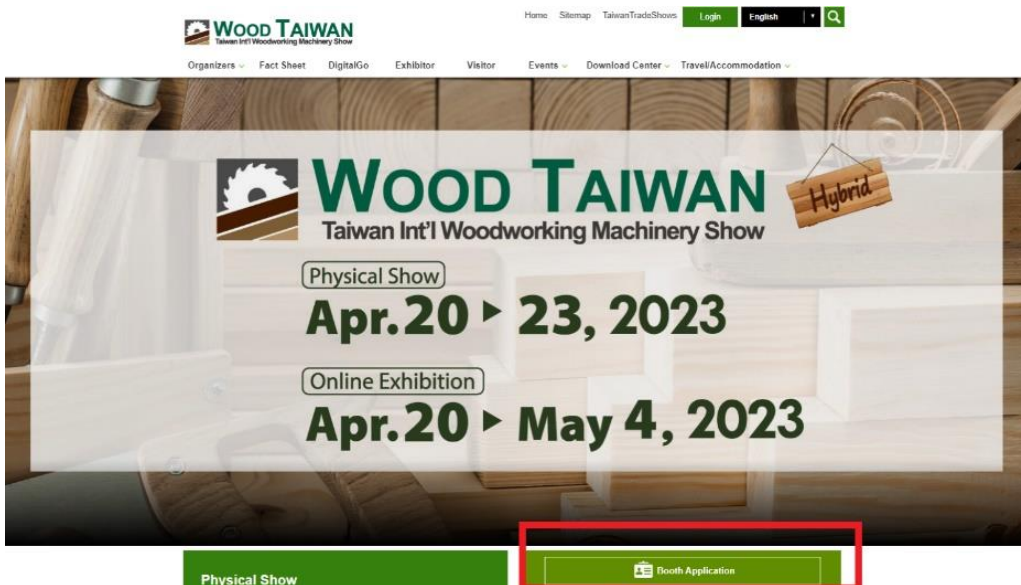 Home Sitemap TaiwanTradeShows Login English
WOOD TAIWAN
Taiwan Int'l Woodworking Machinery Show
Organizers Fact Sheet DigitalGo Exhibitor Visitor Events Download Center Travel/Accommodation
WOOD TAIWAN
Hybrid
Taiwan Int'l Woodworking Machinery Show
Physical Show
Apr. 20 ▸ 23, 2023
Online Exhibition
Apr. 20 ▸ May 4, 2023
Physical Show
Booth Application